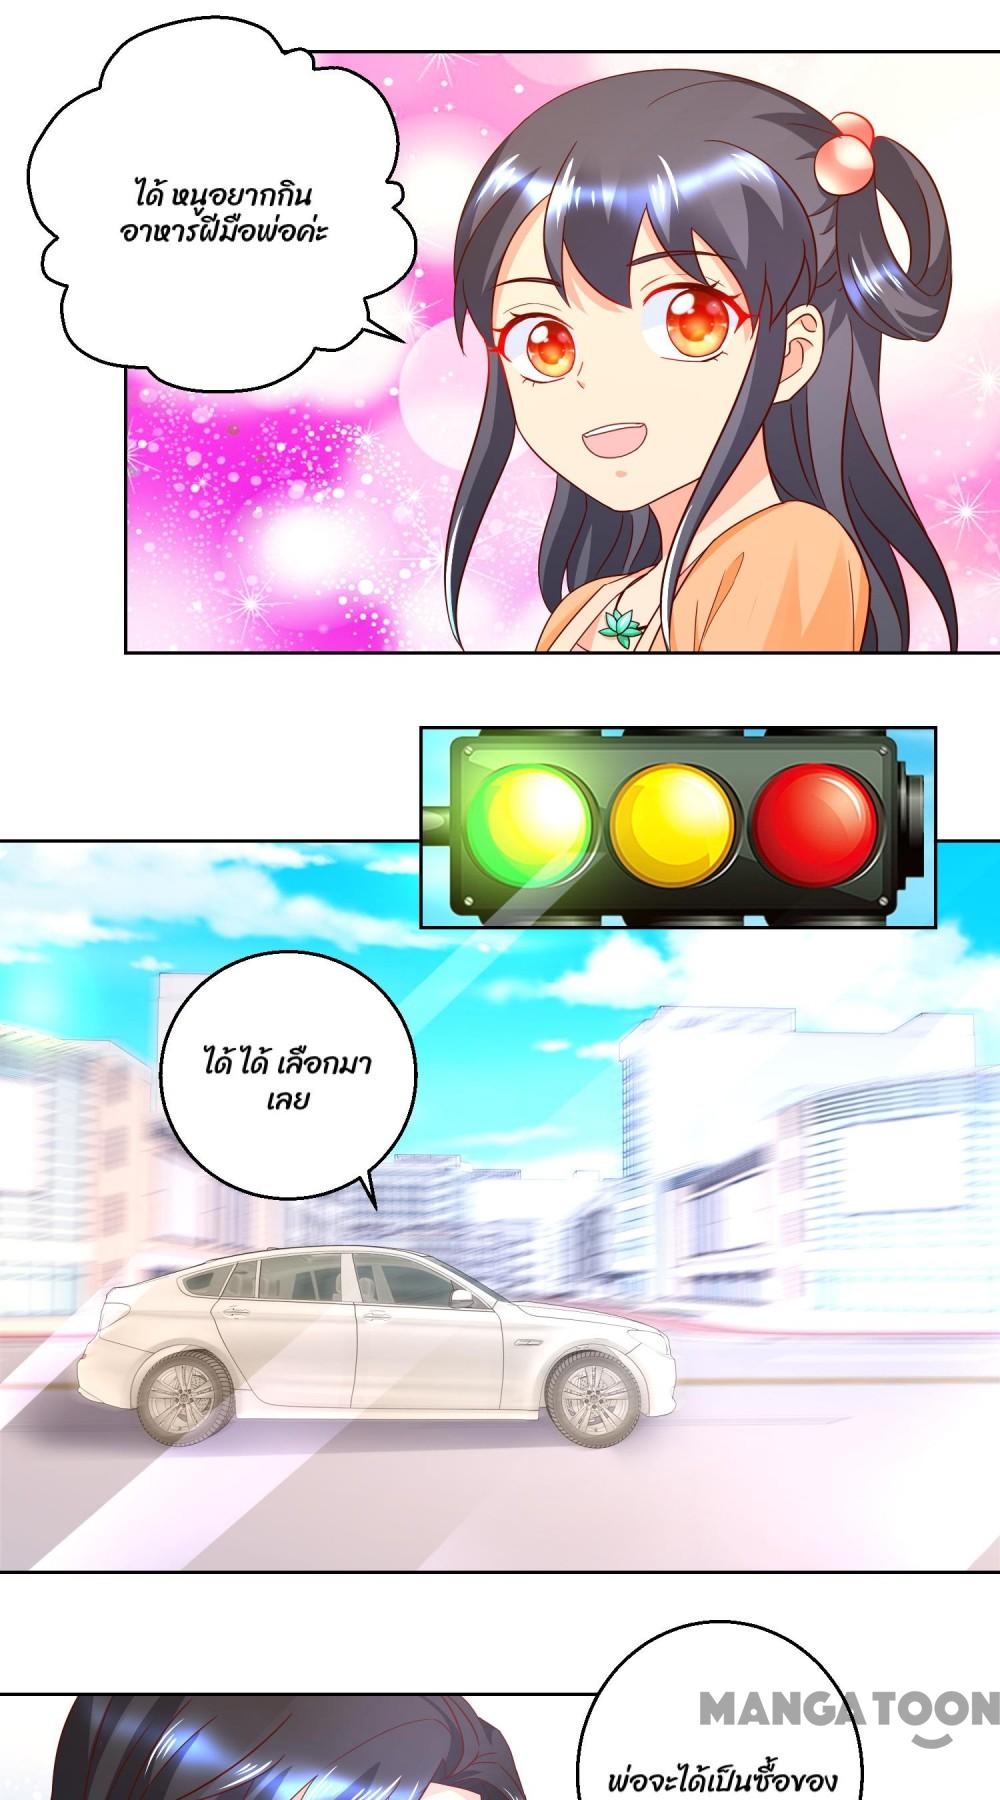 ได้ หนูอยากกิน
อาหารฝีมือพ่อค่ะ
ได้ ได้ เลือกมา
เลย
MANGATOON
พ่อจะได้เป็นซื้อของ